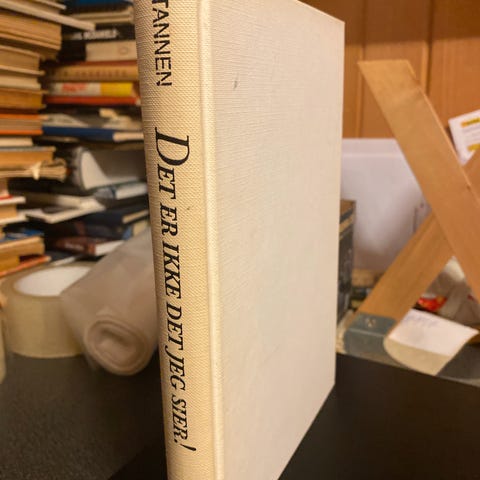 TANNEN
DET ER IKKE DET JEG SIER!